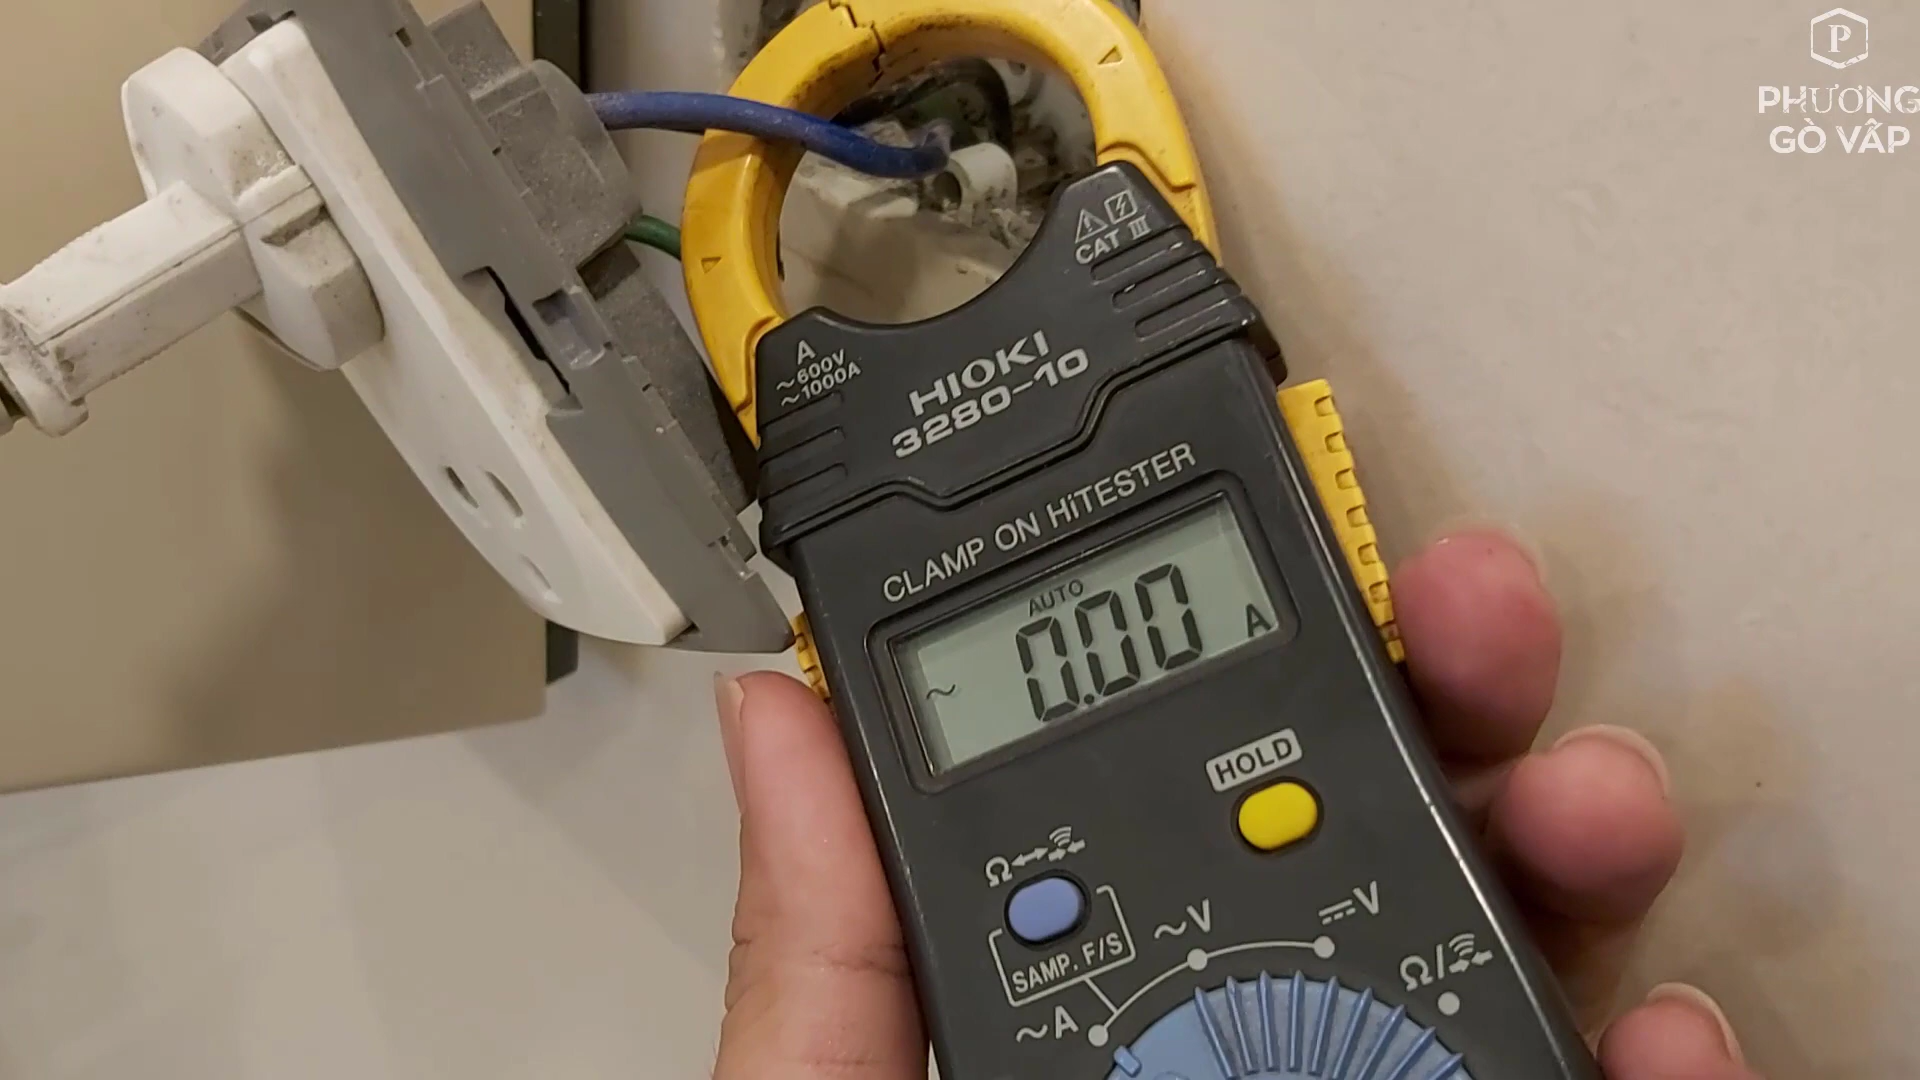 P
PHƯƠNG
GÒ VẤP
CAT III
A
~600V
~1000A
HIOKI
3280-10
CLAMP ON HiTESTER
AUTO
~ 0.00 A
HOLD
Ω
SAMP. F/S
~A
~V
⎓V
Ω/